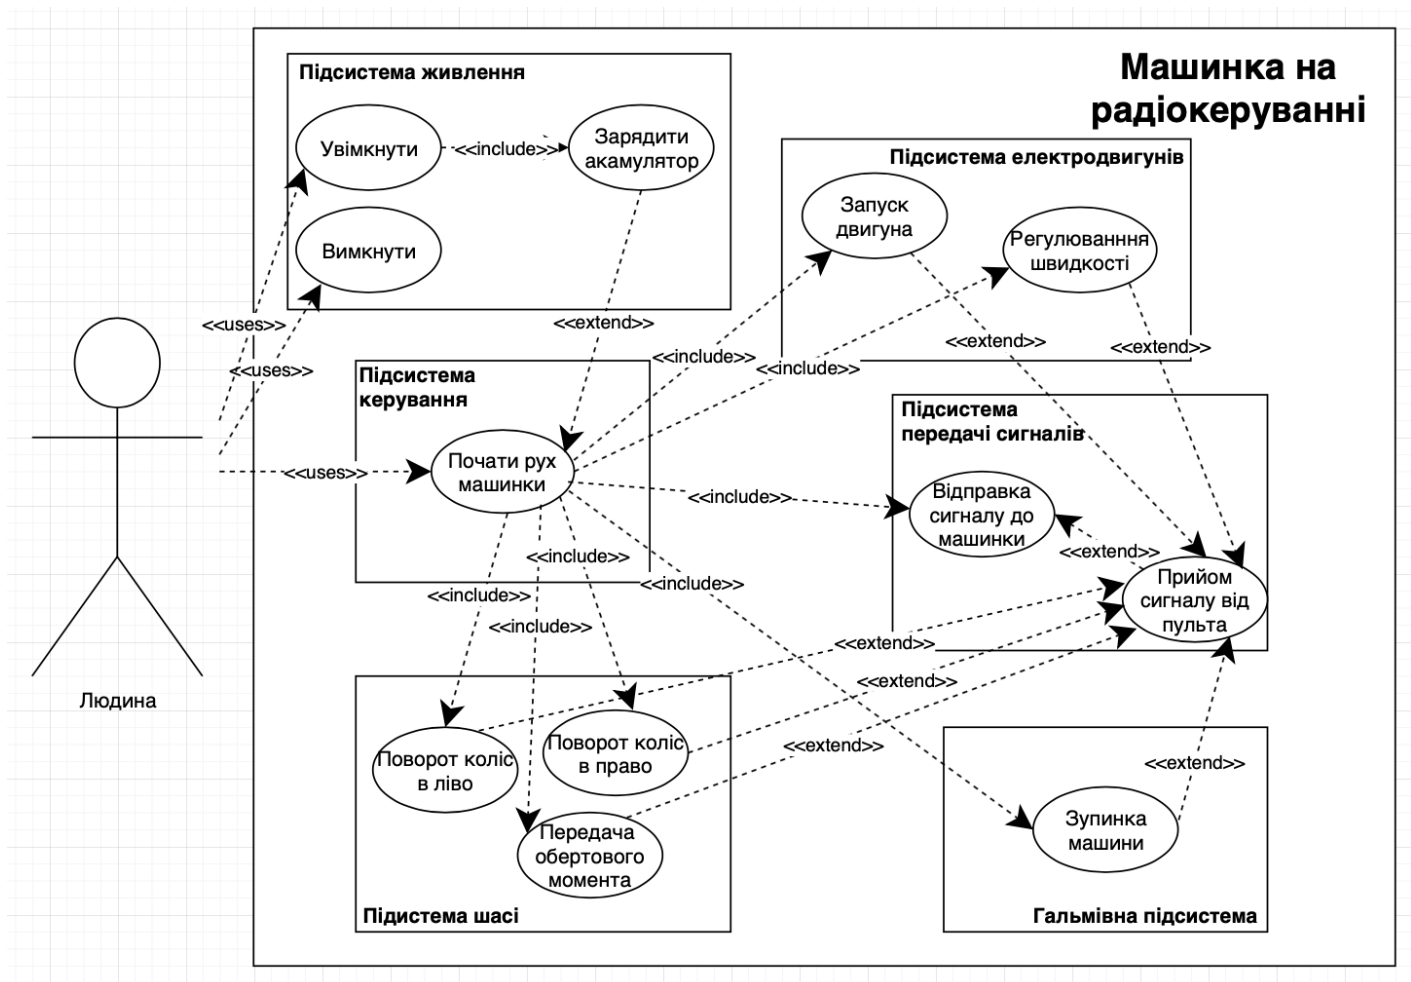 Машинка на
радіокеруванні
Підсистема живлення
Увімкнути
<<include>>
Зарядити
акамулятор
Вимкнути
<<uses>>
<<uses>>
<<extend>>
Підсистема електродвигунів
Запуск
двигуна
Регулюванння
швидкості
<<extend>>
<<extend>>
<<include>>
<<include>>
Підсистема
керування
Почати рух
машинки
<<uses>>
<<include>>
Підсистема
передачі сигналів
Відправка
сигналу до
машинки
<<extend>>
Прийом
сигналу від
пульта
<<include>>
<<include>>
<<include>>
<<include>>
Людина
<<extend>>
<<extend>>
<<extend>>
Поворот коліс
в ліво
Поворот коліс
в право
Передача
обертового
момента
Підистема шасі
<<extend>>
Зупинка
машини
Гальмівна підсистема